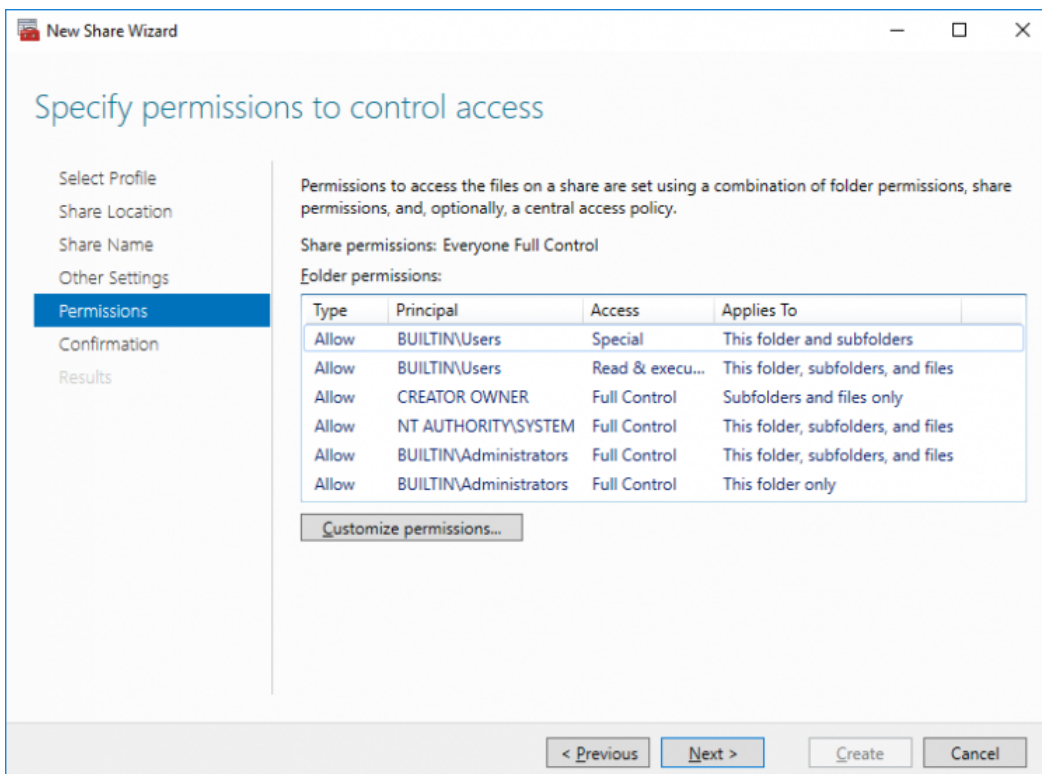 New Share Wizard
Specify permissions to control access
Select Profile
Share Location
Share Name
Other Settings
Permissions
Confirmation
Results
Permissions to access the files on a share are set using a combination of folder permissions, share
permissions, and, optionally, a central access policy.
Share permissions: Everyone Full Control
Folder permissions:
Type Principal Access Applies To
Allow BUILTIN\Users Special This folder and subfolders
Allow BUILTIN\Users Read & execu... This folder, subfolders, and files
Allow CREATOR OWNER Full Control Subfolders and files only
Allow NT AUTHORITY\SYSTEM Full Control This folder, subfolders, and files
Allow BUILTIN\Administrators Full Control This folder, subfolders, and files
Allow BUILTIN\Administrators Full Control This folder only
Customize permissions...
< Previous Next > Create Cancel